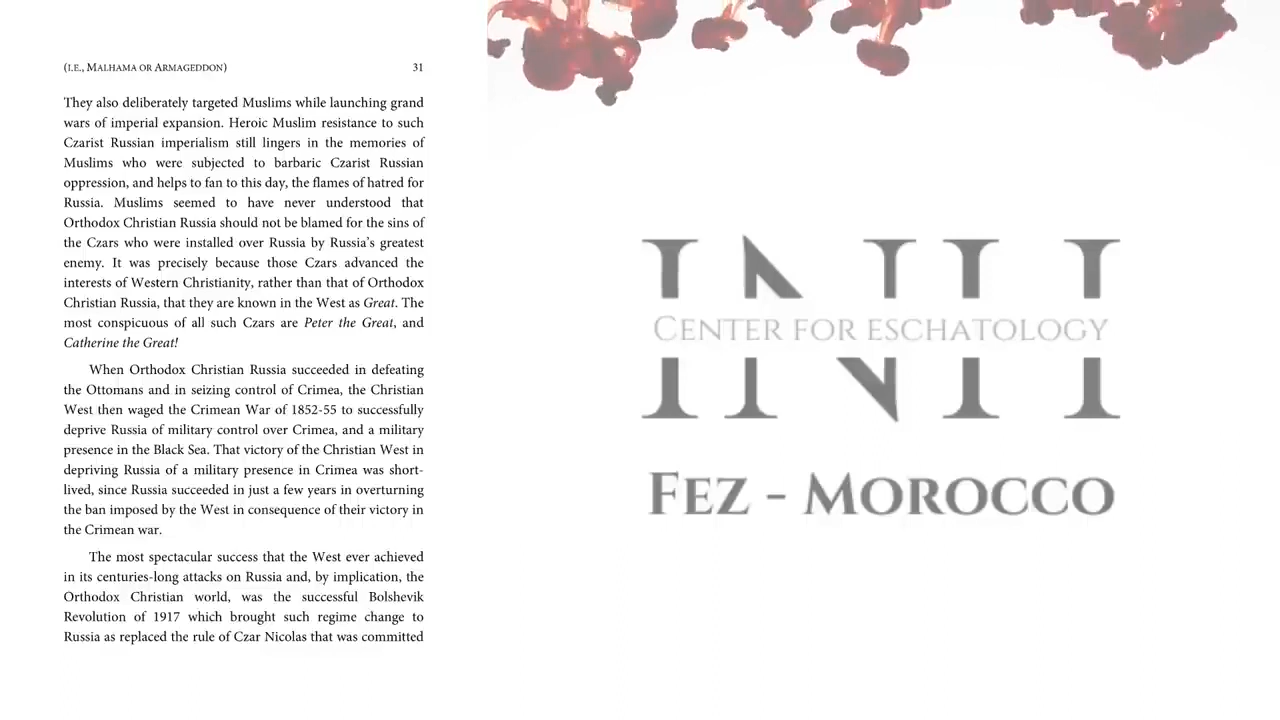 (I.E., MALHAMA OR ARMAGEDDON) 31
They also deliberately targeted Muslims while launching grand
wars of imperial expansion. Heroic Muslim resistance to such
Czarist Russian imperialism still lingers in the memories of
Muslims who were subjected to barbaric Czarist Russian
oppression, and helps to fan to this day, the flames of hatred for
Russia. Muslims seemed to have never understood that
Orthodox Christian Russia should not be blamed for the sins of
the Czars who were installed over Russia by Russia’s greatest
enemy. It was precisely because those Czars advanced the
interests of Western Christianity, rather than that of Orthodox
Christian Russia, that they are known in the West as Great. The
most conspicuous of all such Czars are Peter the Great, and
Catherine the Great!
When Orthodox Christian Russia succeeded in defeating
the Ottomans and in seizing control of Crimea, the Christian
West then waged the Crimean War of 1852-55 to successfully
deprive Russia of military control over Crimea, and a military
presence in the Black Sea. That victory of the Christian West in
depriving Russia of a military presence in Crimea was short-
lived, since Russia succeeded in just a few years in overturning
the ban imposed by the West in consequence of their victory in
the Crimean war.
The most spectacular success that the West ever achieved
in its centuries-long attacks on Russia and, by implication, the
Orthodox Christian world, was the successful Bolshevik
Revolution of 1917 which brought such regime change to
Russia as replaced the rule of Czar Nicolas that was committed
INH
CENTER FOR ESCHATOLOGY
FEZ - MOROCCO